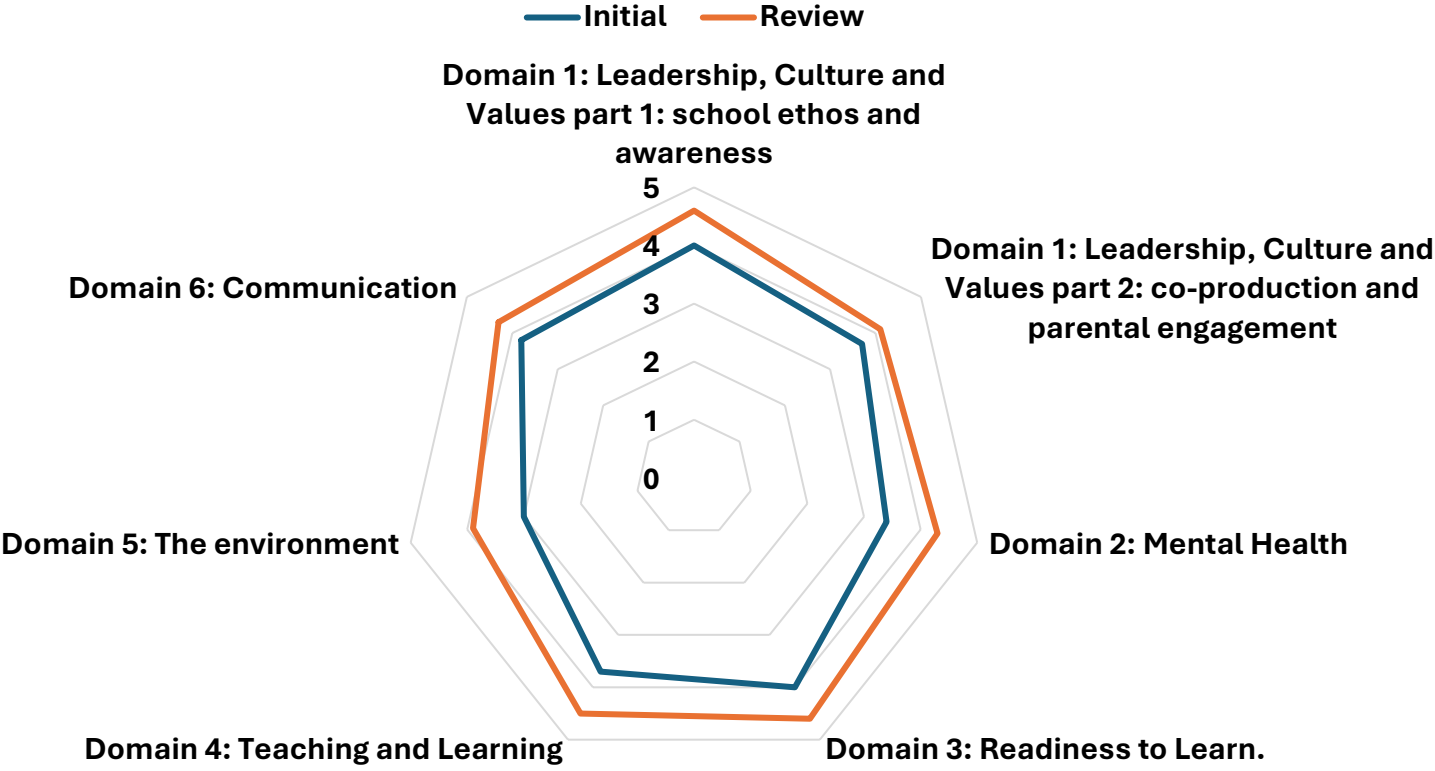 Initial Review
Domain 1: Leadership, Culture and
Values part 1: school ethos and
awareness
5
4
3
2
1
0
Domain 1: Leadership, Culture and
Values part 2: co-production and
parental engagement
Domain 2: Mental Health
Domain 3: Readiness to Learn.
Domain 4: Teaching and Learning
Domain 5: The environment
Domain 6: Communication